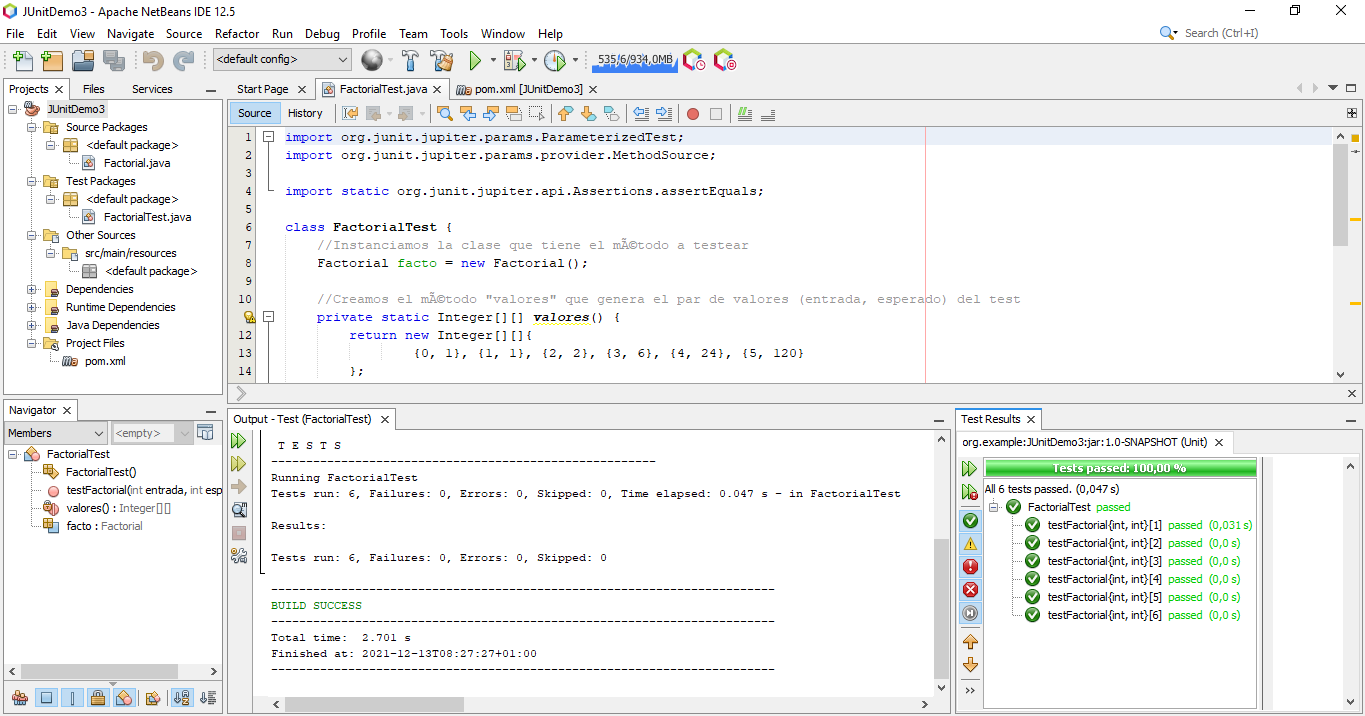 JUnitDemo3 - Apache NetBeans IDE 12.5
File Edit View Navigate Source Refactor Run Debug Profile Team Tools Window Help
Search (Ctrl+I)
<default config>
535/6/934,0MB
Projects Files Services
JUnitDemo3
Source Packages
<default package>
Factorial.java
Test Packages
<default package>
FactorialTest.java
Other Sources
src/main/resources
<default package>
Dependencies
Runtime Dependencies
Java Dependencies
Project Files
pom.xml
Start Page FactorialTest.java pom.xml [JUnitDemo3]
Source History
1 import org.junit.jupiter.params.ParameterizedTest;
2 import org.junit.jupiter.params.provider.MethodSource;
3
4 import static org.junit.jupiter.api.Assertions.assertEquals;
5
6 class FactorialTest {
7 //Instanciamos la clase que tiene el mÃ©todo a testear
8 Factorial facto = new Factorial();
9
10 //Creamos el mÃ©todo "valores" que genera el par de valores (entrada, esperado) del test
private static Integer[][] valores() {
12 return new Integer[][]{
13 {0, 1}, {1, 1}, {2, 2}, {3, 6}, {4, 24}, {5, 120}
14 };
Navigator
Members <empty>
FactorialTest
FactorialTest()
testFactorial(int entrada, int esp
valores() : Integer[][]
facto : Factorial
Output - Test (FactorialTest)
T E S T S
-------------------------------------------------------
Running FactorialTest
Tests run: 6, Failures: 0, Errors: 0, Skipped: 0, Time elapsed: 0.047 s - in FactorialTest
Results:
Tests run: 6, Failures: 0, Errors: 0, Skipped: 0
------------------------------------------------------------------------
BUILD SUCCESS
------------------------------------------------------------------------
Total time:  2.701 s
Finished at: 2021-12-13T08:27:27+01:00
------------------------------------------------------------------------
Test Results
org.example:JUnitDemo3:jar:1.0-SNAPSHOT (Unit)
Tests passed: 100,00 %
All 6 tests passed. (0,047 s)
FactorialTest passed
testFactorial{int, int}[1] passed (0,031 s)
testFactorial{int, int}[2] passed (0,0 s)
testFactorial{int, int}[3] passed (0,0 s)
testFactorial{int, int}[4] passed (0,0 s)
testFactorial{int, int}[5] passed (0,0 s)
testFactorial{int, int}[6] passed (0,0 s)